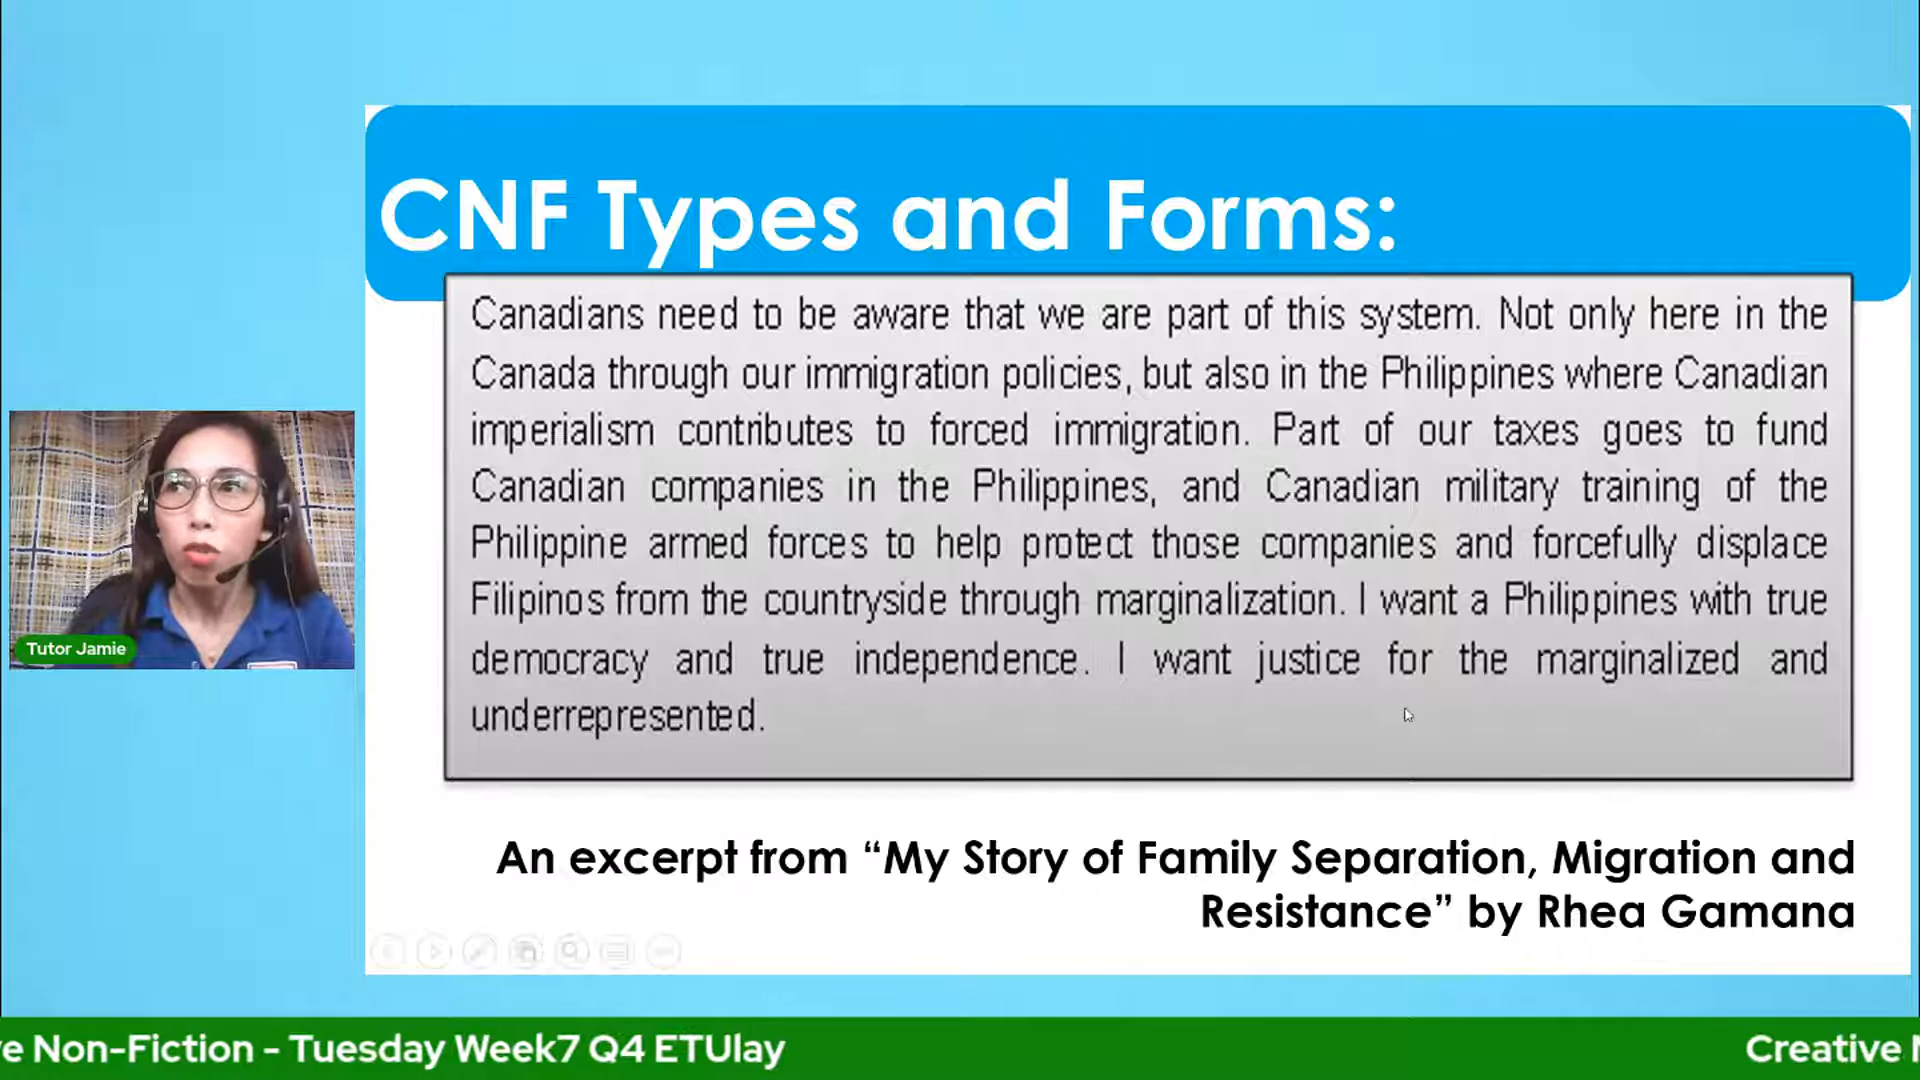 CNF Types and Forms:
Canadians need to be aware that we are part of this system. Not only here in the
Canada through our immigration policies, but also in the Philippines where Canadian
imperialism contributes to forced immigration. Part of our taxes goes to fund
Canadian companies in the Philippines, and Canadian military training of the
Philippine armed forces to help protect those companies and forcefully displace
Filipinos from the countryside through marginalization. I want a Philippines with true
democracy and true independence. I want justice for the marginalized and
underrepresented.
Tutor Jamie
An excerpt from “My Story of Family Separation, Migration and
Resistance” by Rhea Gamana
e Non-Fiction - Tuesday Week7 Q4 ETUlay
Creative